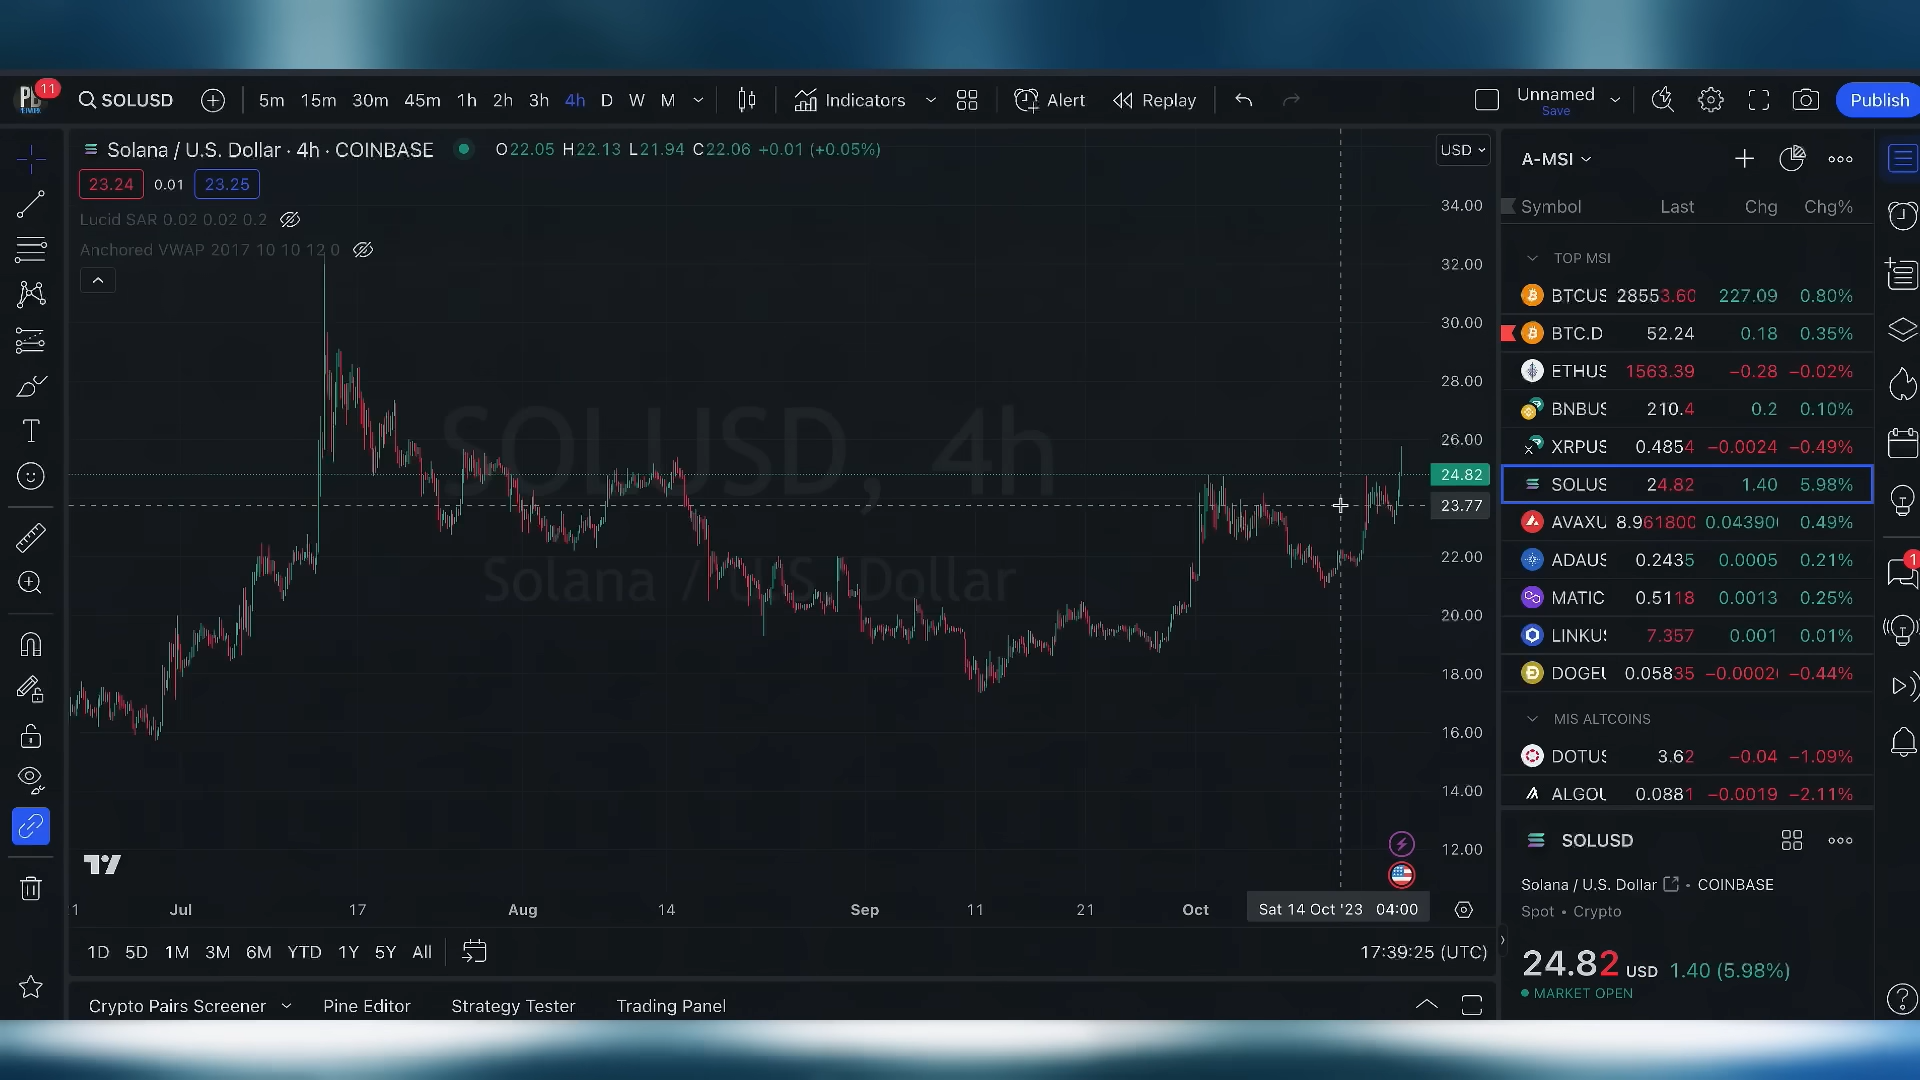 11
SOLUSD 5m 15m 30m 45m 1h 2h 3h 4h D W M Indicators Alert Replay Unnamed Save Publish
Solana / U.S. Dollar · 4h · COINBASE O22.05 H22.13 L21.94 C22.06 +0.01 (+0.05%) USD
23.24 0.01 23.25
Lucid SAR 0.02 0.02 0.2
Anchored VWAP 2017 10 10 12 0
SOLUSD, 4h
Solana / U.S. Dollar
34.00
32.00
30.00
28.00
26.00
24.82
23.77
22.00
20.00
18.00
16.00
14.00
12.00
1 Jul 17 Aug 14 Sep 11 21 Oct Sat 14 Oct '23 04:00
1D 5D 1M 3M 6M YTD 1Y 5Y All 17:39:25 (UTC)
Crypto Pairs Screener Pine Editor Strategy Tester Trading Panel
A-MSI
Symbol Last Chg Chg%
TOP MSI
BTCUS 28553.60 227.09 0.80%
BTC.D 52.24 0.18 0.35%
ETHUS 1563.39 −0.28 −0.02%
BNBUS 210.4 0.2 0.10%
XRPUS 0.4854 −0.0024 −0.49%
SOLUS 24.82 1.40 5.98%
AVAXU 8.961800 0.04390 0.49%
ADAUS 0.2435 0.0005 0.21%
MATIC 0.5118 0.0013 0.25%
LINKUS 7.357 0.001 0.01%
DOGEU 0.05835 −0.0002 −0.44%
MIS ALTCOINS
DOTUS 3.62 −0.04 −1.09%
ALGOU 0.0881 −0.0019 −2.11%
SOLUSD
Solana / U.S. Dollar • COINBASE
Spot • Crypto
24.82 USD 1.40 (5.98%)
MARKET OPEN
1